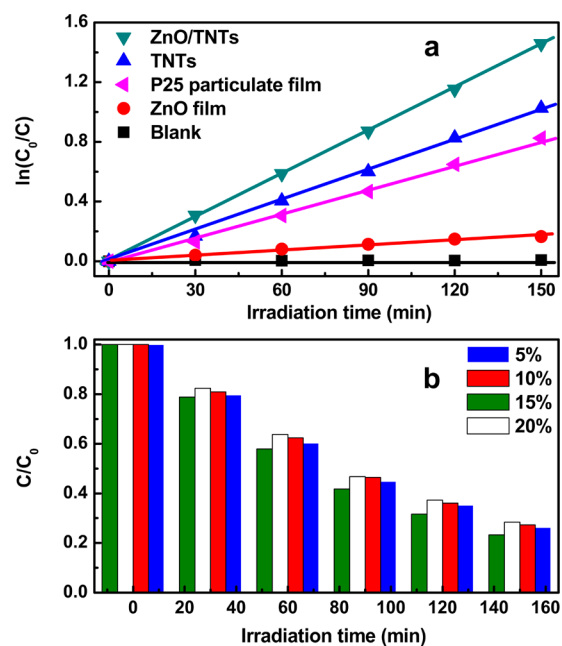 1.6
1.2
0.8
0.4
0.0
ln(C0/C)
ZnO/TNTs
TNTs
P25 particulate film
ZnO film
Blank
a
0 30 60 90 120 150
Irradiation time (min)
1.0
0.8
0.6
0.4
0.2
0.0
C/C0
b
5%
10%
15%
20%
0 20 40 60 80 100 120 140 160
Irradiation time (min)